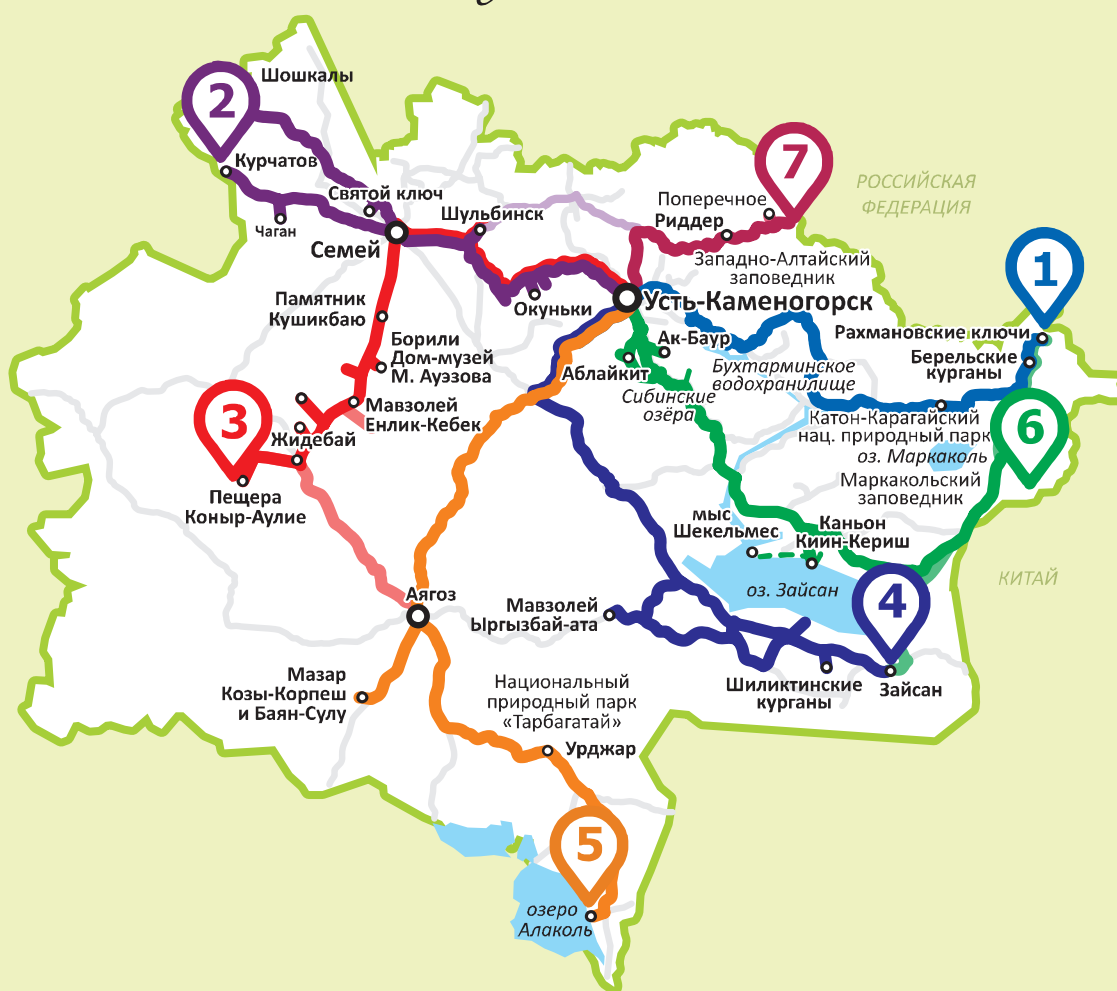 Шошкалы
2
Курчатов
Чаган
Святой ключ
Семей
Шульбинск
Окуньки
7
Поперечное
Риддер
Западно-Алтайский
заповедник
РОССИЙСКАЯ
ФЕДЕРАЦИЯ
1
Рахмановские ключи
Берельские
курганы
Усть-Каменогорск
Ак-Баур
Аблайкит
Сибинские
озёра
Бухтарминское
водохранилище
Катон-Карагайский
нац. природный парк
оз. Маркаколь
6
Маркакольский
заповедник
Памятник
Кушикбаю
Борили
Дом-музей
М. Ауэзова
Мавзолей
Енлик-Кебек
3
Жидебай
Пещера
Коныр-Аулие
мыс
Шекельмес
Каньон
Киин-Кериш
КИТАЙ
оз. Зайсан
4
Аягоз
Мавзолей
Ыргызбай-ата
Шиликтинские
курганы
Зайсан
Мазар
Козы-Корпеш
и Баян-Сулу
Национальный
природный парк
«Тарбагатай»
Урджар
5
озеро
Алаколь